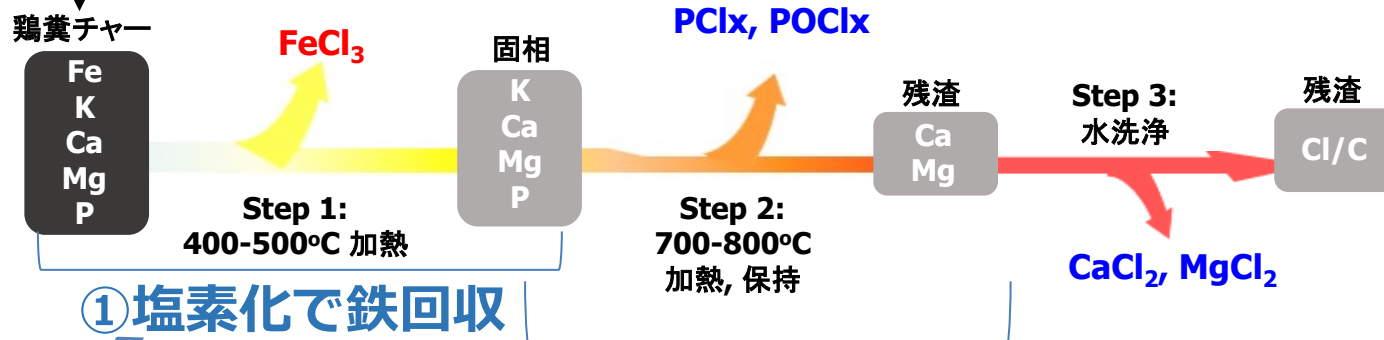 鶏糞チャー
Fe
K
Ca
Mg
P
FeCl3
Step 1:
400-500oC 加熱
固相
K
Ca
Mg
P
PClx, POClx
Step 2:
700-800oC
加熱, 保持
残渣
Ca
Mg
Step 3:
水洗浄
CaCl2, MgCl2
残渣
Cl/C
①塩素化で鉄回収